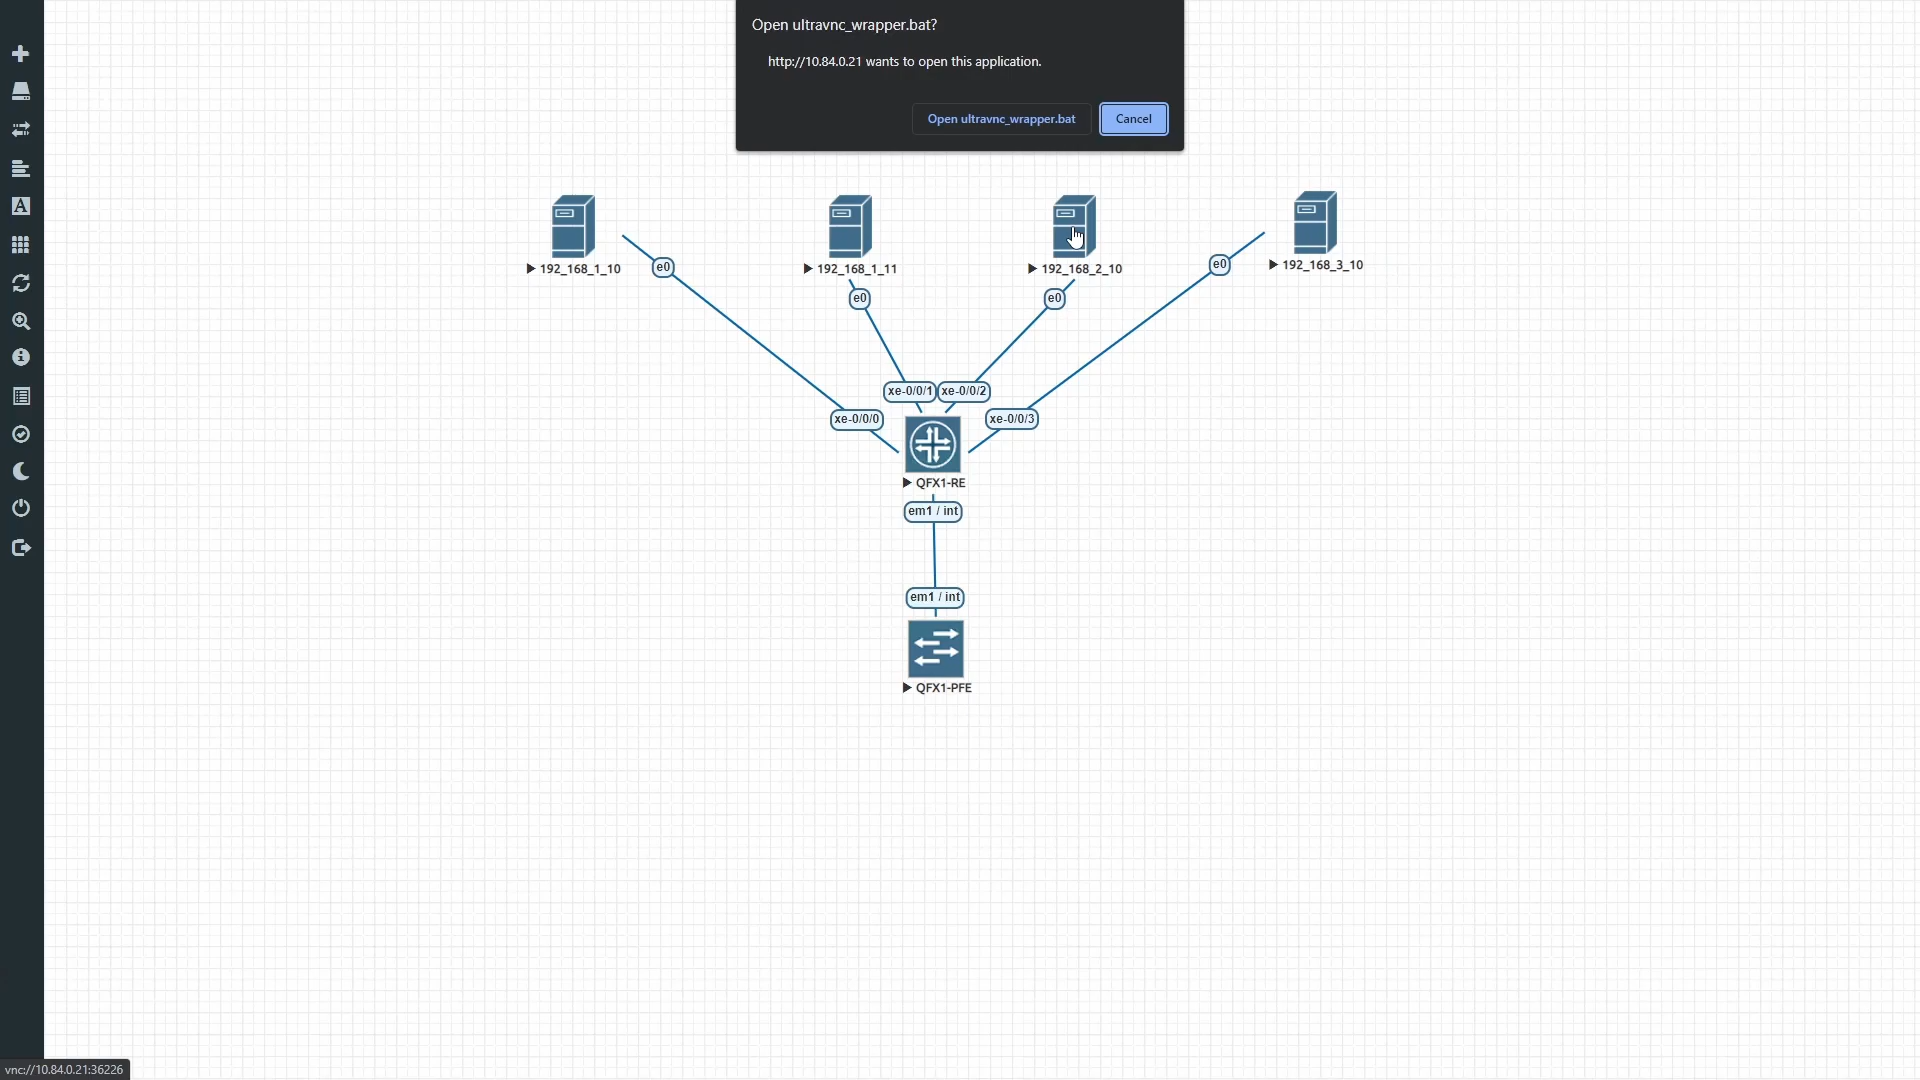 Open ultravnc_wrapper.bat?
http://10.84.0.21 wants to open this application.
Open ultravnc_wrapper.bat
Cancel
A
192_168_1_10
192_168_1_11
192_168_2_10
192_168_3_10
e0
e0
e0
e0
xe-0/0/1
xe-0/0/2
xe-0/0/0
xe-0/0/3
QFX1-RE
em1 / int
em1 / int
QFX1-PFE
vnc://10.84.0.21:36226